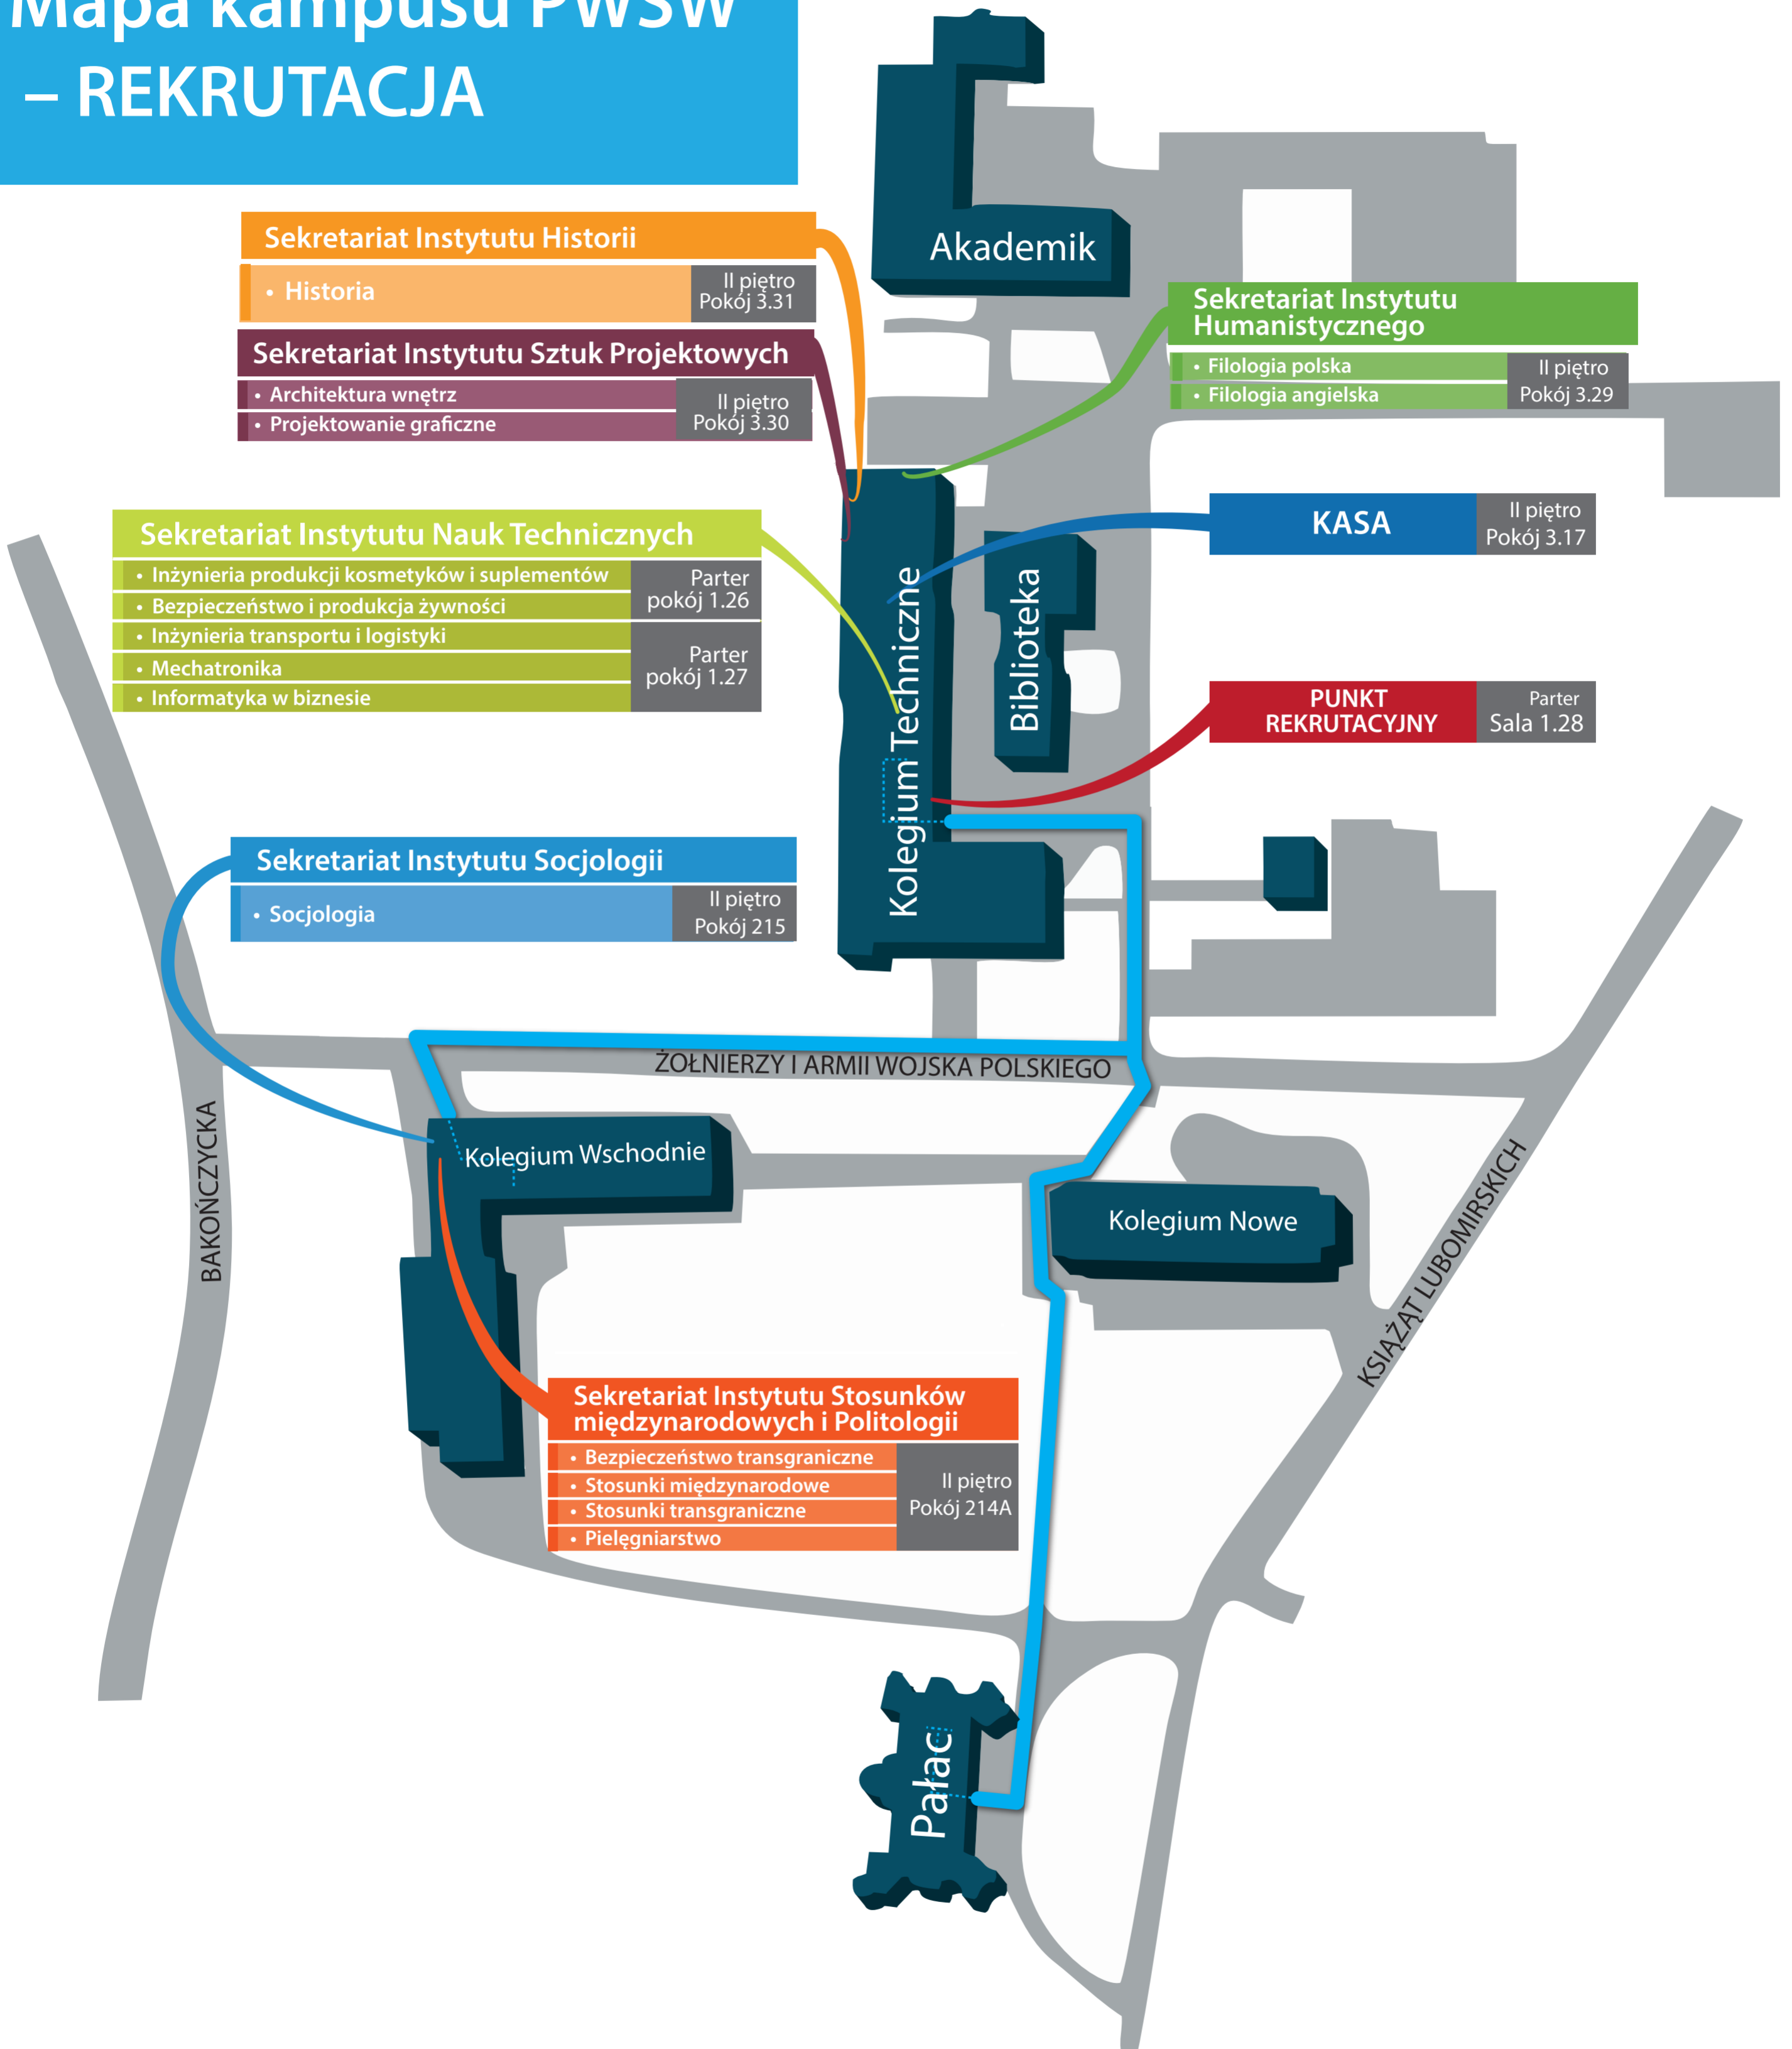 Mapa kampusu PWSW
– REKRUTACJA
Akademik
Sekretariat Instytutu Historii
• Historia
II piętro
Pokój 3.31
Sekretariat Instytutu Sztuk Projektowych
• Architektura wnętrz
• Projektowanie graficzne
II piętro
Pokój 3.30
Sekretariat Instytutu
Humanistycznego
• Filologia polska
• Filologia angielska
II piętro
Pokój 3.29
Sekretariat Instytutu Nauk Technicznych
• Inżynieria produkcji kosmetyków i suplementów
• Bezpieczeństwo i produkcja żywności
Parter
pokój 1.26
• Inżynieria transportu i logistyki
• Mechatronika
• Informatyka w biznesie
Parter
pokój 1.27
KASA
II piętro
Pokój 3.17
Kolegium Techniczne
Biblioteka
PUNKT
REKRUTACYJNY
Parter
Sala 1.28
Sekretariat Instytutu Socjologii
• Socjologia
II piętro
Pokój 215
ŻOŁNIERZY I ARMII WOJSKA POLSKIEGO
BAKOŃCZYCKA
Kolegium Wschodnie
Kolegium Nowe
KSIĄŻĄT LUBOMIRSKICH
Sekretariat Instytutu Stosunków
międzynarodowych i Politologii
• Bezpieczeństwo transgraniczne
• Stosunki międzynarodowe
• Stosunki transgraniczne
• Pielęgniarstwo
II piętro
Pokój 214A
Pałac